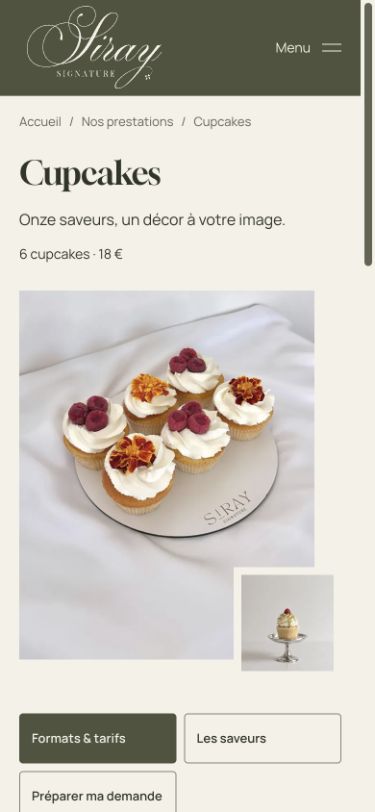 Siray
SIGNATURE
Menu
Accueil / Nos prestations / Cupcakes
Cupcakes
Onze saveurs, un décor à votre image.
6 cupcakes · 18 €
SIRAY
SIGNATURE
Formats & tarifs
Les saveurs
Préparer ma demande